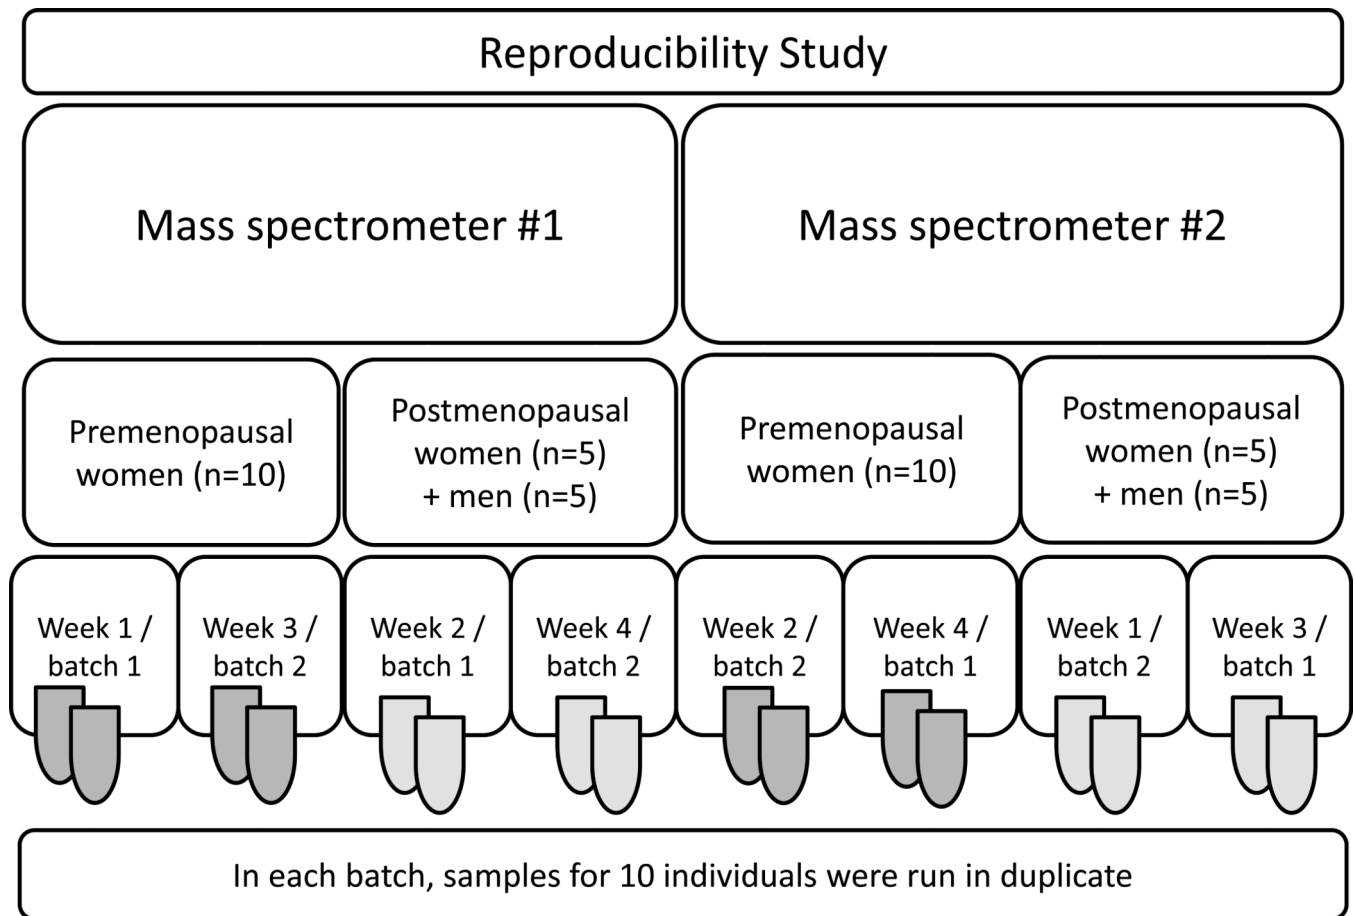 Reproducibility Study
Mass spectrometer #1
Mass spectrometer #2
Premenopausal
women (n=10)
Postmenopausal
women (n=5)
+ men (n=5)
Premenopausal
women (n=10)
Postmenopausal
women (n=5)
+ men (n=5)
Week 1 /
batch 1
Week 3 /
batch 2
Week 2 /
batch 1
Week 4 /
batch 2
Week 2 /
batch 2
Week 4 /
batch 1
Week 1 /
batch 2
Week 3 /
batch 1
In each batch, samples for 10 individuals were run in duplicate